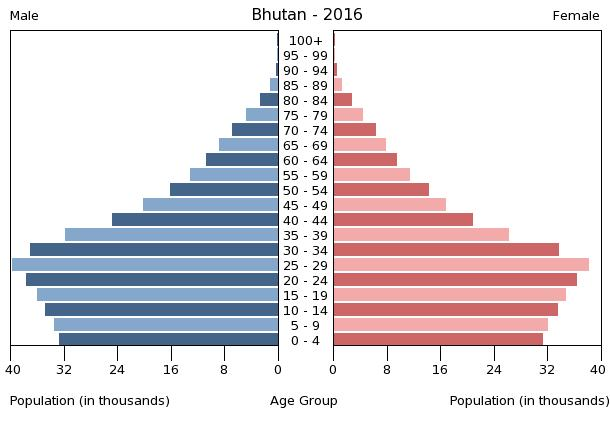 Bhutan - 2016
Male
Female
100+
95 - 99
90 - 94
85 - 89
80 - 84
75 - 79
70 - 74
65 - 69
60 - 64
55 - 59
50 - 54
45 - 49
40 - 44
35 - 39
30 - 34
25 - 29
20 - 24
15 - 19
10 - 14
5 - 9
0 - 4
40 32 24 16 8 0 0 8 16 24 32 40
Population (in thousands) Age Group Population (in thousands)